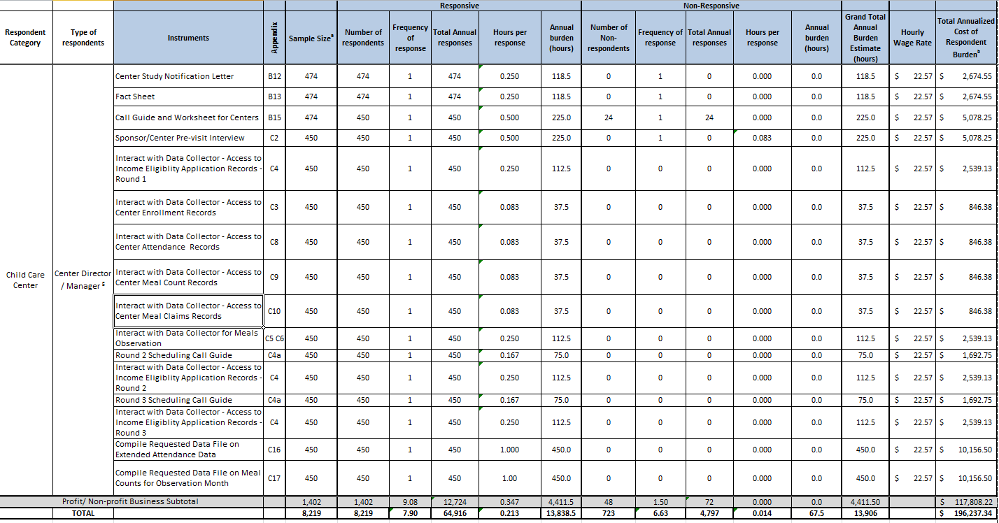 Responsive Non-Responsive
Respondent Category Type of respondents Instruments Appendix Sample Sizeª Number of respondents Frequency of response Total Annual responses Hours per response Annual burden (hours) Number of Non-respondents Frequency of response Total Annual responses Hours per response Annual burden (hours) Grand Total Annual Burden Estimate (hours) Hourly Wage Rate Total Annualized Cost of Respondent Burdenᵇ
Child Care Center Center Director / Manager ᵍ
Center Study Notification Letter B12 474 474 1 474 0.250 118.5 0 1 0 0.000 0.0 118.5 $ 22.57 $ 2,674.55
Fact Sheet B13 474 474 1 474 0.250 118.5 0 1 0 0.000 0.0 118.5 $ 22.57 $ 2,674.55
Call Guide and Worksheet for Centers B15 474 450 1 450 0.500 225.0 24 1 24 0.000 0.0 225.0 $ 22.57 $ 5,078.25
Sponsor/Center Pre-visit Interview C2 450 450 1 450 0.500 225.0 0 1 0 0.083 0.0 225.0 $ 22.57 $ 5,078.25
Interact with Data Collector - Access to Income Eligiblity Application Records - Round 1 C4 450 450 1 450 0.250 112.5 0 0 0 0.000 0.0 112.5 $ 22.57 $ 2,539.13
Interact with Data Collector - Access to Center Enrollment Records C3 450 450 1 450 0.083 37.5 0 0 0 0.000 0.0 37.5 $ 22.57 $ 846.38
Interact with Data Collector - Access to Center Attendance Records C8 450 450 1 450 0.083 37.5 0 0 0 0.000 0.0 37.5 $ 22.57 $ 846.38
Interact with Data Collector - Access to Center Meal Count Records C9 450 450 1 450 0.083 37.5 0 0 0 0.000 0.0 37.5 $ 22.57 $ 846.38
Interact with Data Collector - Access to Center Meal Claims Records C10 450 450 1 450 0.083 37.5 0 0 0 0.000 0.0 37.5 $ 22.57 $ 846.38
Interact with Data Collector for Meals Observation C5 C6 450 450 1 450 0.250 112.5 0 0 0 0.000 0.0 112.5 $ 22.57 $ 2,539.13
Round 2 Scheduling Call Guide C4a 450 450 1 450 0.167 75.0 0 0 0 0.000 0.0 75.0 $ 22.57 $ 1,692.75
Interact with Data Collector - Access to Income Eligiblity Application Records - Round 2 C4 450 450 1 450 0.250 112.5 0 0 0 0.000 0.0 112.5 $ 22.57 $ 2,539.13
Round 3 Scheduling Call Guide C4a 450 450 1 450 0.167 75.0 0 0 0 0.000 0.0 75.0 $ 22.57 $ 1,692.75
Interact with Data Collector - Access to Income Eligiblity Application Records - Round 3 C4 450 450 1 450 0.250 112.5 0 0 0 0.000 0.0 112.5 $ 22.57 $ 2,539.13
Compile Requested Data File on Extended Attendance Data C16 450 450 1 450 1.000 450.0 0 0 0 0.000 0.0 450.0 $ 22.57 $ 10,156.50
Compile Requested Data File on Meal Counts for Observation Month C17 450 450 1 450 1.00 450.0 0 0 0 0.000 0.0 450.0 $ 22.57 $ 10,156.50
Profit/ Non-profit Business Subtotal 1,402 1,402 9.08 12,724 0.347 4,411.5 48 1.50 72 0.000 0.0 4,411.50 $ 117,808.22
TOTAL 8,219 8,219 7.90 64,916 0.213 13,838.5 723 6.63 4,797 0.014 67.5 13,906 $ 196,237.34